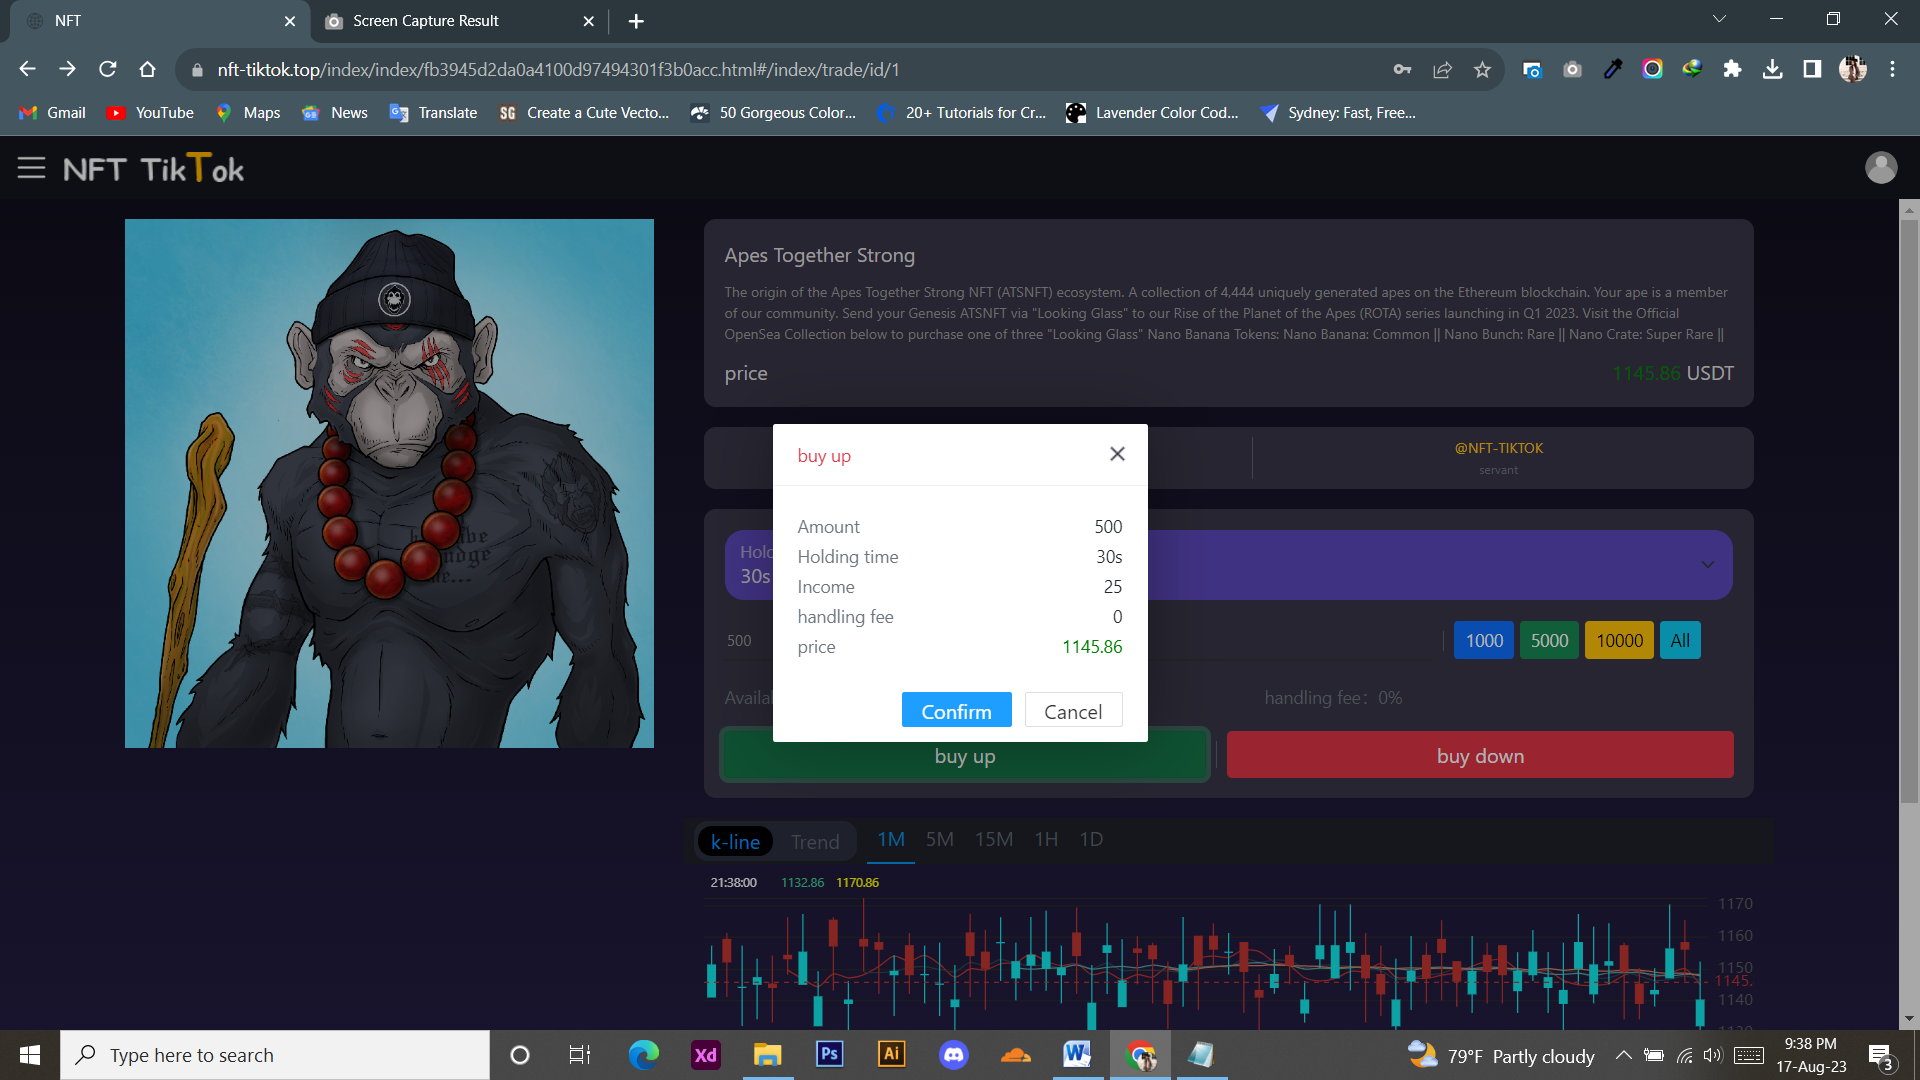 NFT
Screen Capture Result
nft-tiktok.top/index/index/fb3945d2da0a4100d97494301f3b0acc.html#/index/trade/id/1
Gmail
YouTube
Maps
News
Translate
SG
Create a Cute Vecto...
50 Gorgeous Color...
20+ Tutorials for Cr...
Lavender Color Cod...
Sydney: Fast, Free...
NFT TikTok
Apes Together Strong
The origin of the Apes Together Strong NFT (ATSNFT) ecosystem. A collection of 4,444 uniquely generated apes on the Ethereum blockchain. Your ape is a member
of our community. Send your Genesis ATSNFT via "Looking Glass" to our Rise of the Planet of the Apes (ROTA) series launching in Q1 2023. Visit the Official
OpenSea Collection below to purchase one of three "Looking Glass" Nano Banana Tokens: Nano Banana: Common || Nano Bunch: Rare || Nano Crate: Super Rare ||
price 1145.86 USDT
@NFT-TIKTOK
servant
buy up
Amount 500
Holding time 30s
Income 25
handling fee 0
price 1145.86
Confirm Cancel
Hold
30s
500
1000 5000 10000 All
Availal
handling fee: 0%
buy up buy down
k-line Trend 1M 5M 15M 1H 1D
21:38:00 1132.86 1170.86
1170
1160
1150
1145.
1140
Type here to search
Xd
Ps
Ai
W
79°F Partly cloudy
9:38 PM
17-Aug-23
3